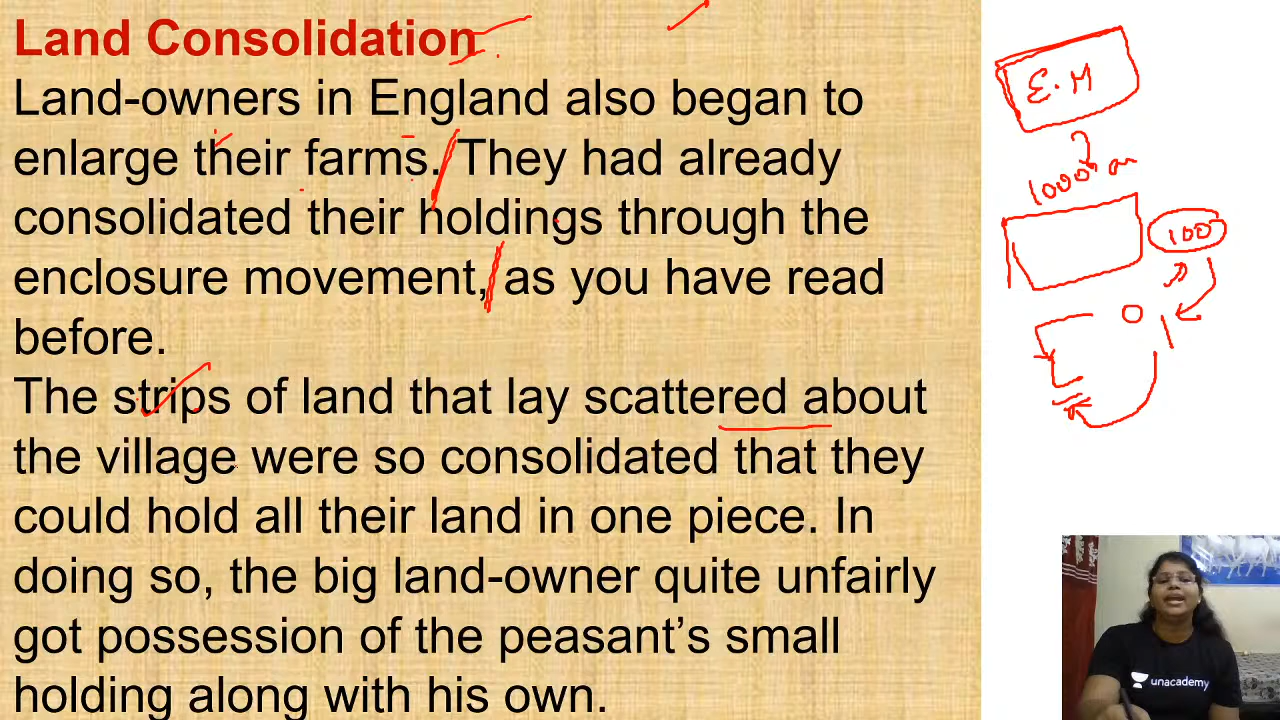 Land Consolidation
Land-owners in England also began to
enlarge their farms. They had already
consolidated their holdings through the
enclosure movement, as you have read
before.
The strips of land that lay scattered about
the village were so consolidated that they
could hold all their land in one piece. In
doing so, the big land-owner quite unfairly
got possession of the peasant’s small
holding along with his own.
E.M
1000
100
unacademy